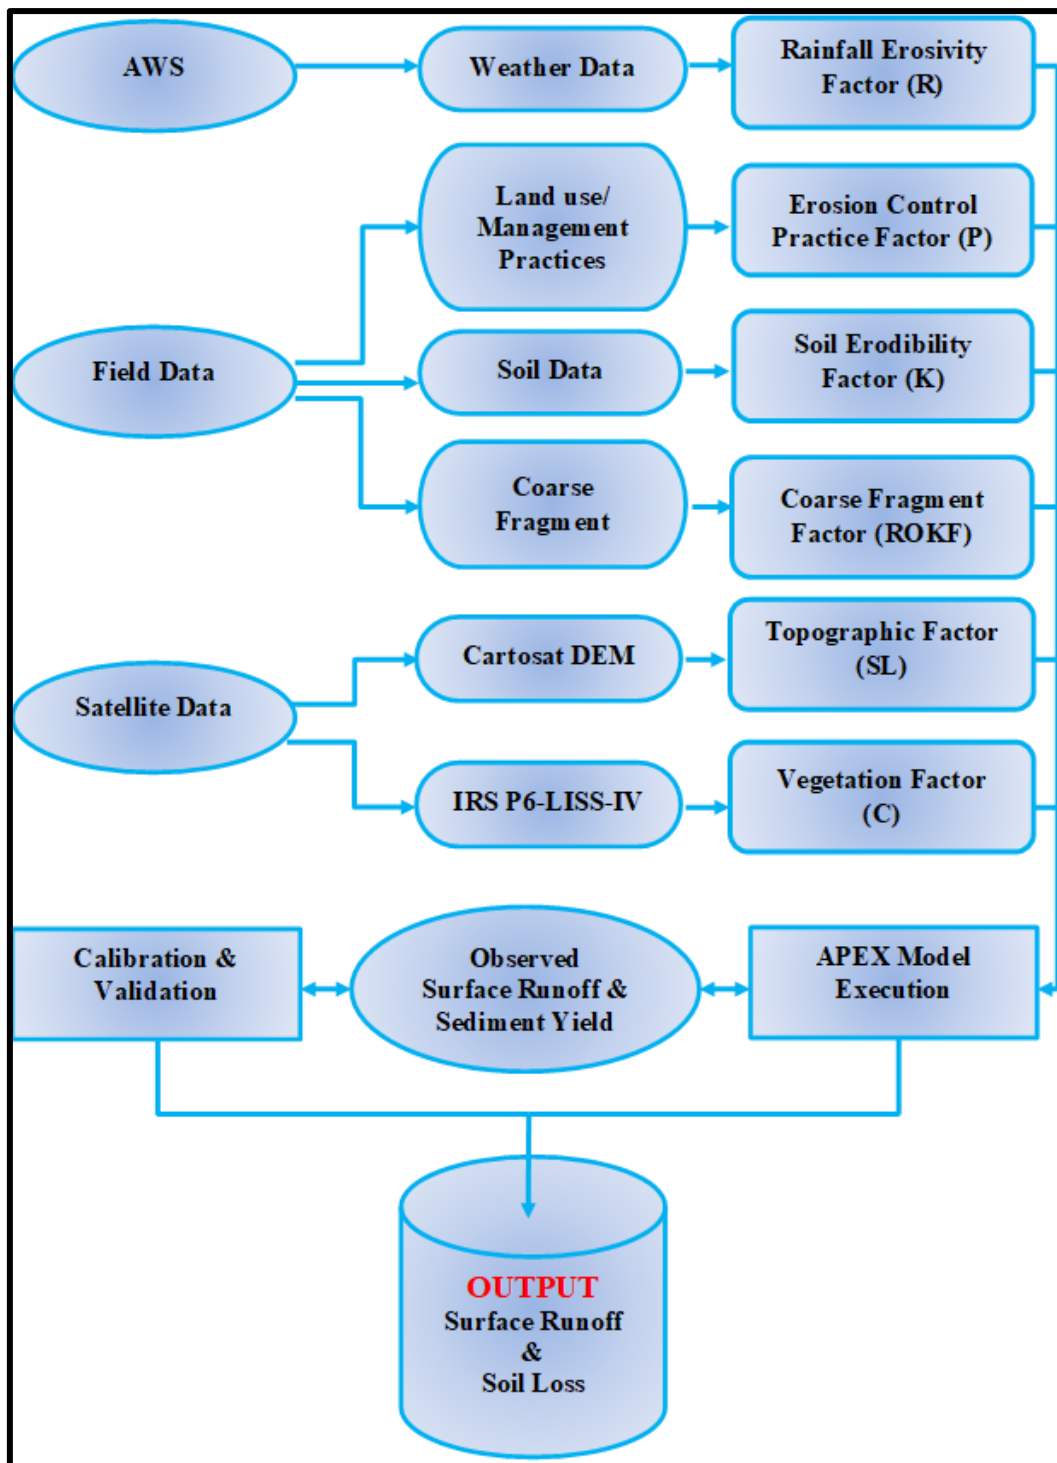 AWS
Weather Data
Rainfall Erosivity
Factor (R)
Land use/
Management
Practices
Erosion Control
Practice Factor (P)
Field Data
Soil Data
Soil Erodibility
Factor (K)
Coarse
Fragment
Coarse Fragment
Factor (ROKF)
Satellite Data
Cartosat DEM
Topographic Factor
(SL)
IRS P6-LISS-IV
Vegetation Factor
(C)
Calibration &
Validation
Observed
Surface Runoff &
Sediment Yield
APEX Model
Execution
OUTPUT
Surface Runoff
&
Soil Loss